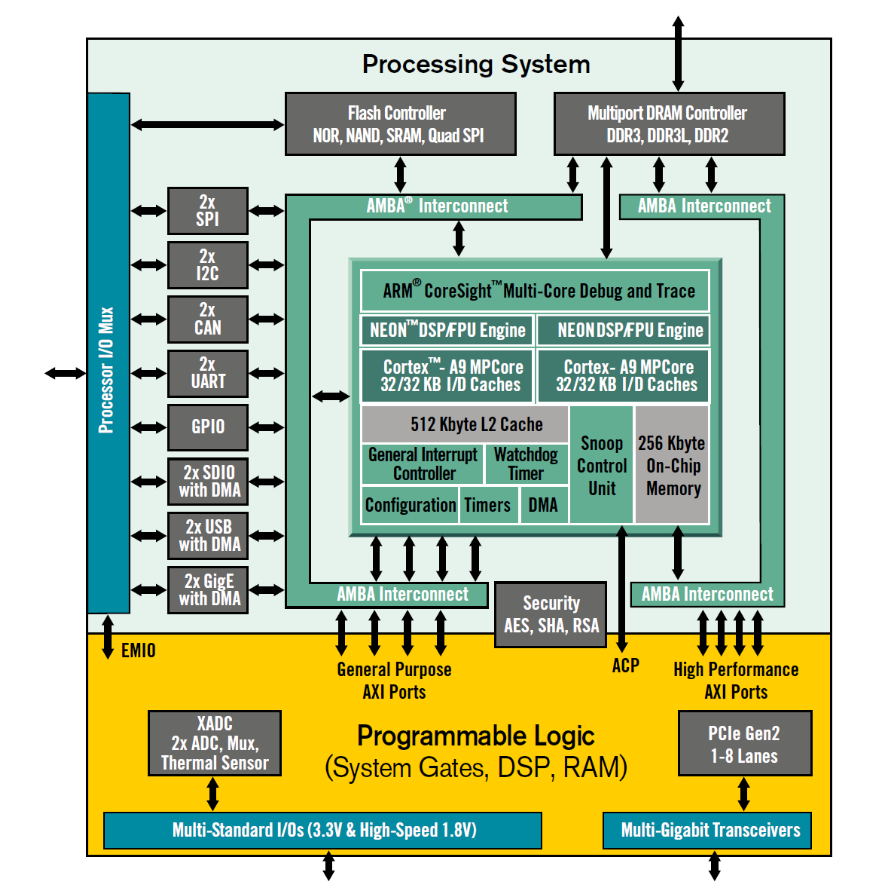 Processing System
Flash Controller
NOR, NAND, SRAM, Quad SPI
Multiport DRAM Controller
DDR3, DDR3L, DDR2
Processor I/O Mux
2x
SPI
2x
I2C
2x
CAN
2x
UART
GPIO
2x SDIO
with DMA
2x USB
with DMA
2x GigE
with DMA
AMBA® Interconnect
AMBA Interconnect
ARM® CoreSight™ Multi-Core Debug and Trace
NEON™ DSP/FPU Engine
NEON DSP/FPU Engine
Cortex™- A9 MPCore
32/32 KB I/D Caches
Cortex- A9 MPCore
32/32 KB I/D Caches
512 Kbyte L2 Cache
General Interrupt
Controller
Watchdog
Timer
Configuration
Timers
DMA
Snoop
Control
Unit
256 Kbyte
On-Chip
Memory
AMBA Interconnect
Security
AES, SHA, RSA
AMBA Interconnect
EMIO
General Purpose
AXI Ports
ACP
High Performance
AXI Ports
XADC
2x ADC, Mux,
Thermal Sensor
Programmable Logic
(System Gates, DSP, RAM)
PCIe Gen2
1-8 Lanes
Multi-Standard I/Os (3.3V & High-Speed 1.8V)
Multi-Gigabit Transceivers